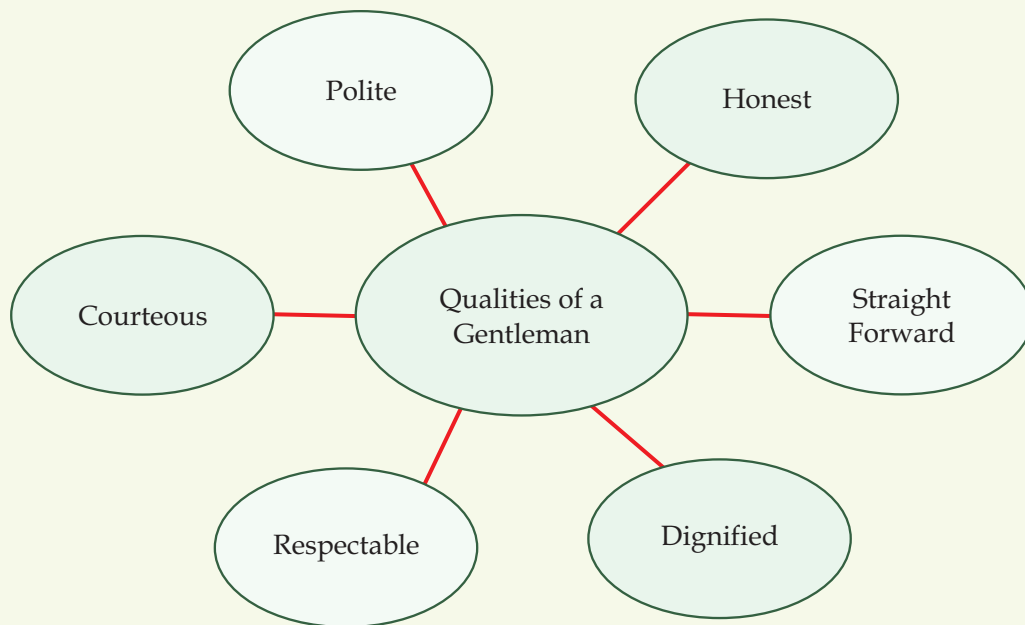 Polite
Honest
Courteous
Qualities of a
Gentleman
Straight
Forward
Respectable
Dignified